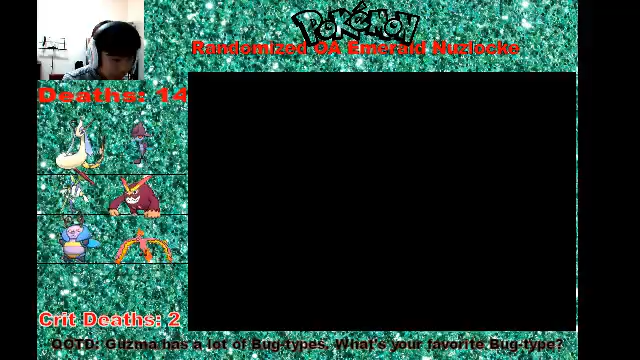 POKéMON
Randomized OA Emerald Nuzlocke
Deaths: 14
Crit Deaths: 2
QOTD: Guzma has a lot of Bug-types. What's your favorite Bug-type?